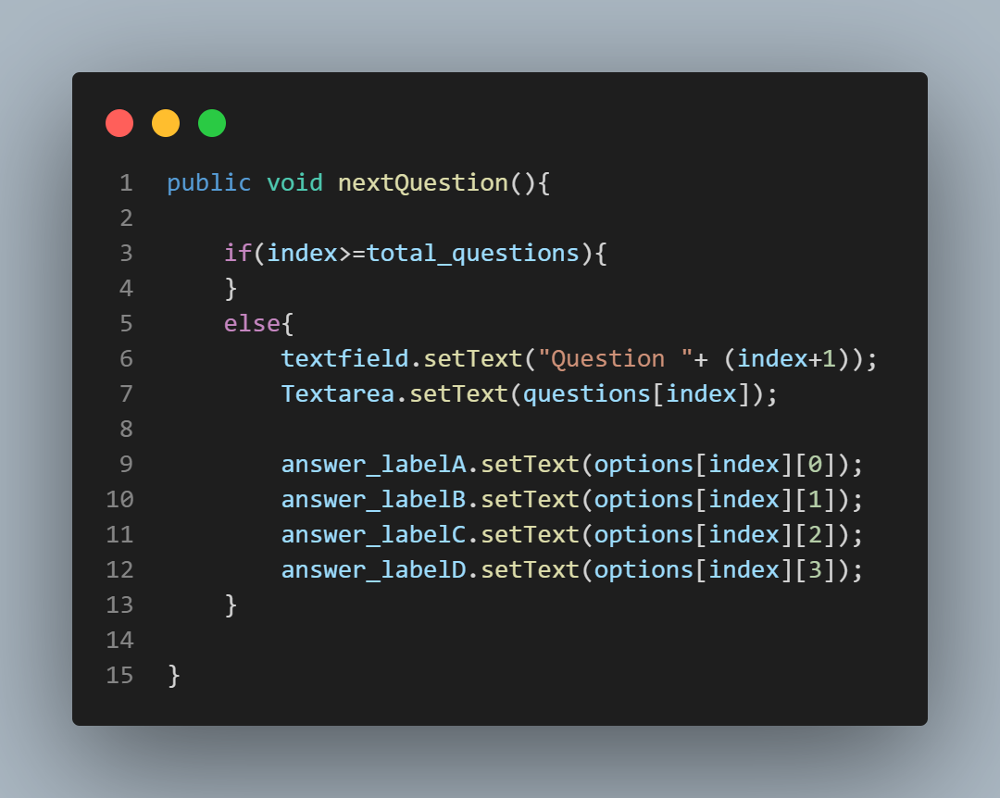 1 public void nextQuestion(){
2
3     if(index>=total_questions){
4     }
5     else{
6         textfield.setText("Question "+ (index+1));
7         Textarea.setText(questions[index]);
8
9         answer_labelA.setText(options[index][0]);
10         answer_labelB.setText(options[index][1]);
11         answer_labelC.setText(options[index][2]);
12         answer_labelD.setText(options[index][3]);
13     }
14
15 }